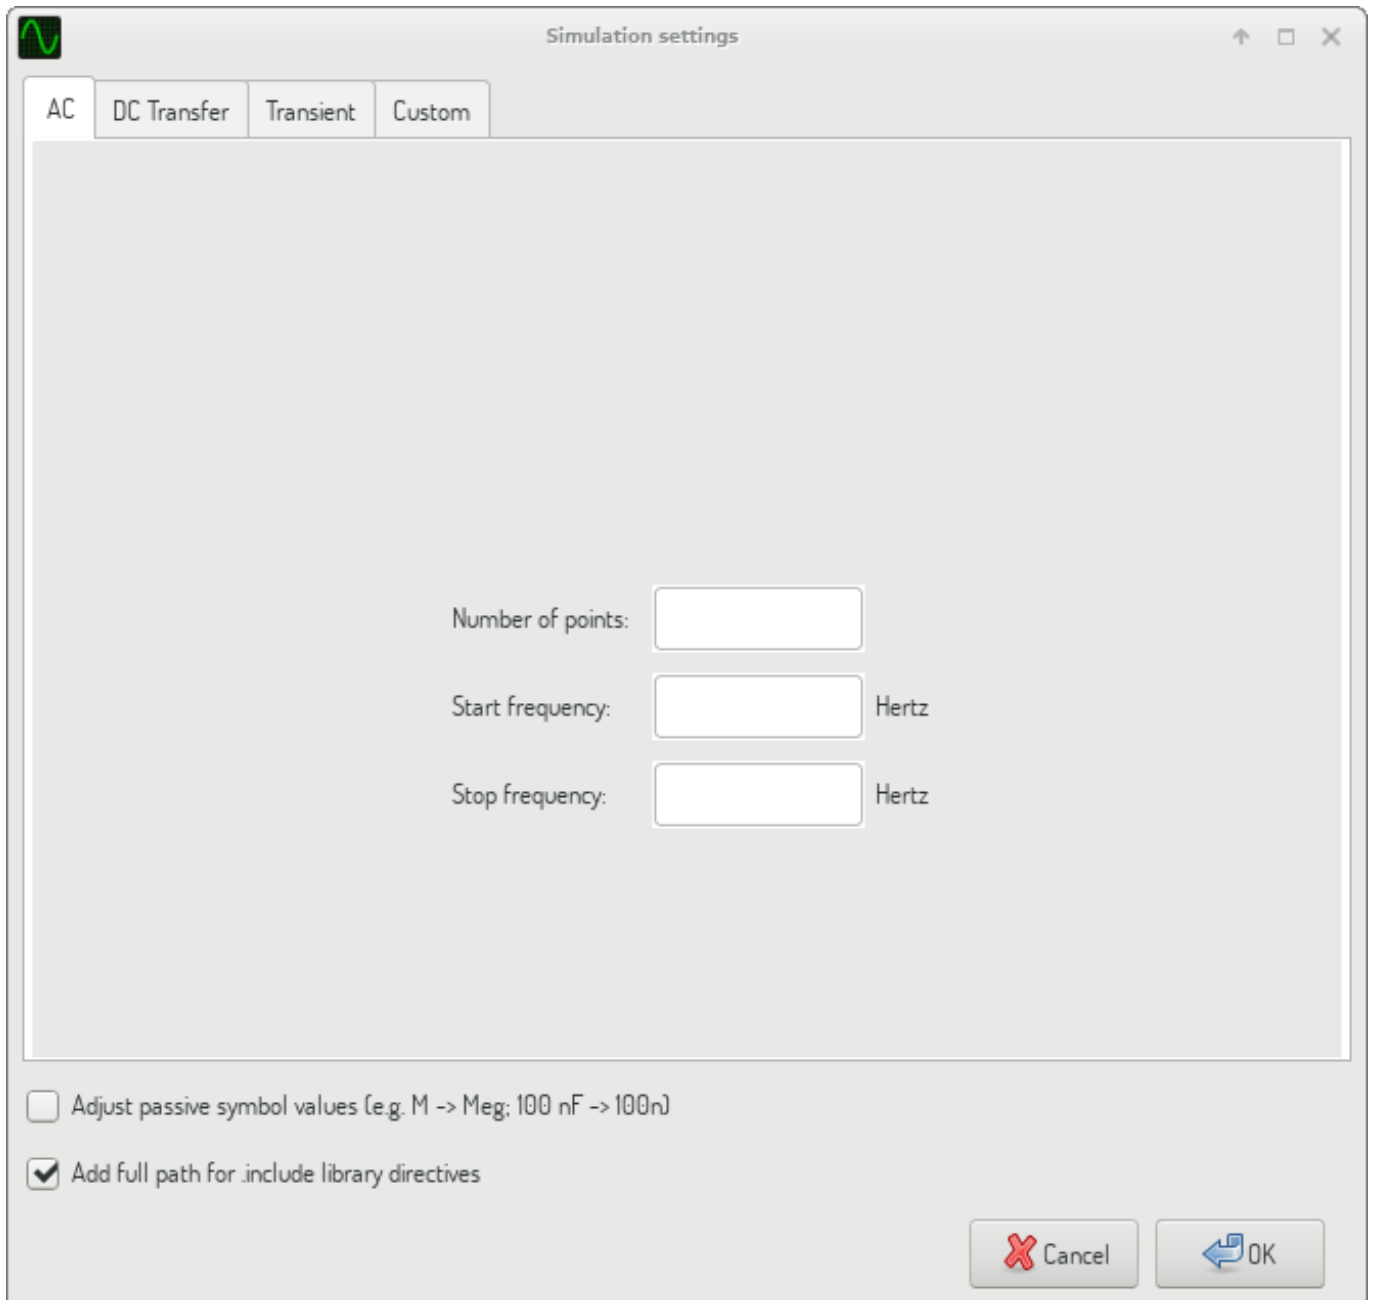 Simulation settings
AC DC Transfer Transient Custom
Number of points:
Start frequency: Hertz
Stop frequency: Hertz
Adjust passive symbol values (e.g. M -> Meg; 100 nF -> 100n)
Add full path for .include library directives
Cancel OK